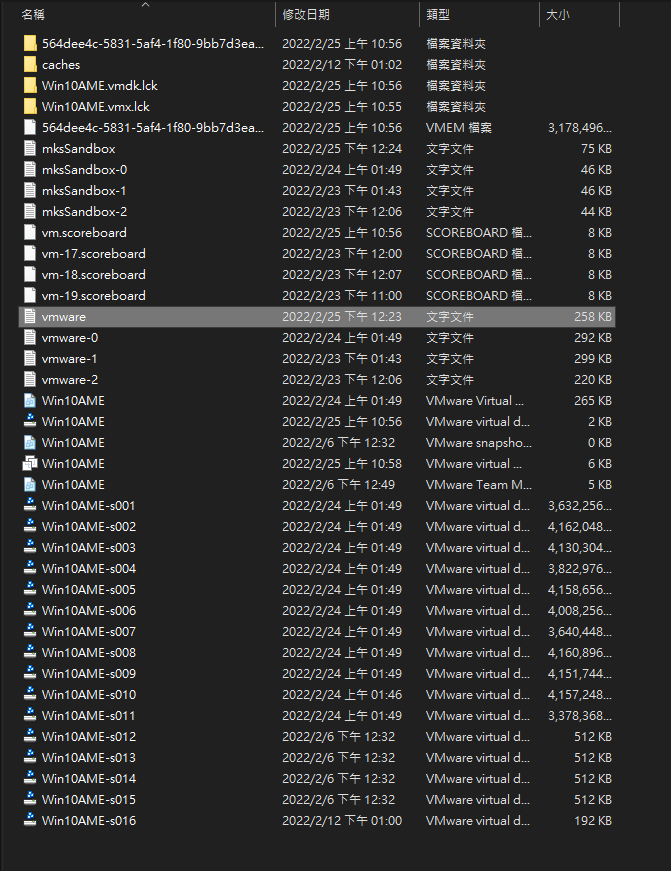 名稱 修改日期 類型 大小
564dee4c-5831-5af4-1f80-9bb7d3ea... 2022/2/25 上午 10:56 檔案資料夾
caches 2022/2/12 下午 01:02 檔案資料夾
Win10AME.vmdk.lck 2022/2/25 上午 10:56 檔案資料夾
Win10AME.vmx.lck 2022/2/25 上午 10:55 檔案資料夾
564dee4c-5831-5af4-1f80-9bb7d3ea... 2022/2/25 上午 10:56 VMEM 檔案 3,178,496...
mksSandbox 2022/2/25 下午 12:24 文字文件 75 KB
mksSandbox-0 2022/2/24 上午 01:49 文字文件 46 KB
mksSandbox-1 2022/2/23 下午 01:43 文字文件 46 KB
mksSandbox-2 2022/2/23 下午 12:06 文字文件 44 KB
vm.scoreboard 2022/2/25 上午 10:56 SCOREBOARD 檔... 8 KB
vm-17.scoreboard 2022/2/23 下午 12:00 SCOREBOARD 檔... 8 KB
vm-18.scoreboard 2022/2/23 下午 12:07 SCOREBOARD 檔... 8 KB
vm-19.scoreboard 2022/2/23 下午 11:00 SCOREBOARD 檔... 8 KB
vmware 2022/2/25 下午 12:23 文字文件 258 KB
vmware-0 2022/2/24 上午 01:49 文字文件 292 KB
vmware-1 2022/2/23 下午 01:43 文字文件 299 KB
vmware-2 2022/2/23 下午 12:06 文字文件 220 KB
Win10AME 2022/2/24 上午 01:49 VMware Virtual ... 265 KB
Win10AME 2022/2/25 上午 10:56 VMware virtual d... 2 KB
Win10AME 2022/2/6 下午 12:32 VMware snapsho... 0 KB
Win10AME 2022/2/25 上午 10:58 VMware virtual ... 6 KB
Win10AME 2022/2/6 下午 12:49 VMware Team M... 5 KB
Win10AME-s001 2022/2/24 上午 01:49 VMware virtual d... 3,632,256...
Win10AME-s002 2022/2/24 上午 01:49 VMware virtual d... 4,162,048...
Win10AME-s003 2022/2/24 上午 01:49 VMware virtual d... 4,130,304...
Win10AME-s004 2022/2/24 上午 01:49 VMware virtual d... 3,822,976...
Win10AME-s005 2022/2/24 上午 01:49 VMware virtual d... 4,158,656...
Win10AME-s006 2022/2/24 上午 01:49 VMware virtual d... 4,008,256...
Win10AME-s007 2022/2/24 上午 01:49 VMware virtual d... 3,640,448...
Win10AME-s008 2022/2/24 上午 01:49 VMware virtual d... 4,160,896...
Win10AME-s009 2022/2/24 上午 01:49 VMware virtual d... 4,151,744...
Win10AME-s010 2022/2/24 上午 01:46 VMware virtual d... 4,157,248...
Win10AME-s011 2022/2/24 上午 01:49 VMware virtual d... 3,378,368...
Win10AME-s012 2022/2/6 下午 12:32 VMware virtual d... 512 KB
Win10AME-s013 2022/2/6 下午 12:32 VMware virtual d... 512 KB
Win10AME-s014 2022/2/6 下午 12:32 VMware virtual d... 512 KB
Win10AME-s015 2022/2/6 下午 12:32 VMware virtual d... 512 KB
Win10AME-s016 2022/2/12 下午 01:00 VMware virtual d... 192 KB